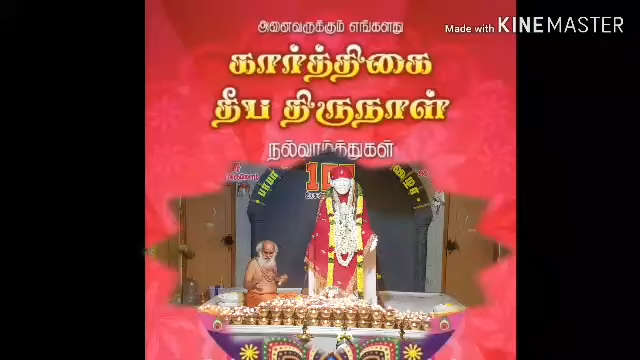 அனைவருக்கும் எங்களது
Made with KINEMASTER
கார்த்திகை
தீப திருநாள்
நல்வாழ்த்துகள்